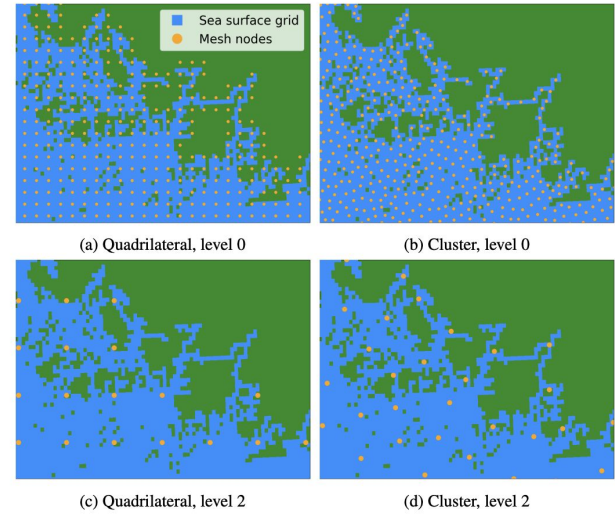 Sea surface grid
Mesh nodes
(a) Quadrilateral, level 0
(b) Cluster, level 0
(c) Quadrilateral, level 2
(d) Cluster, level 2